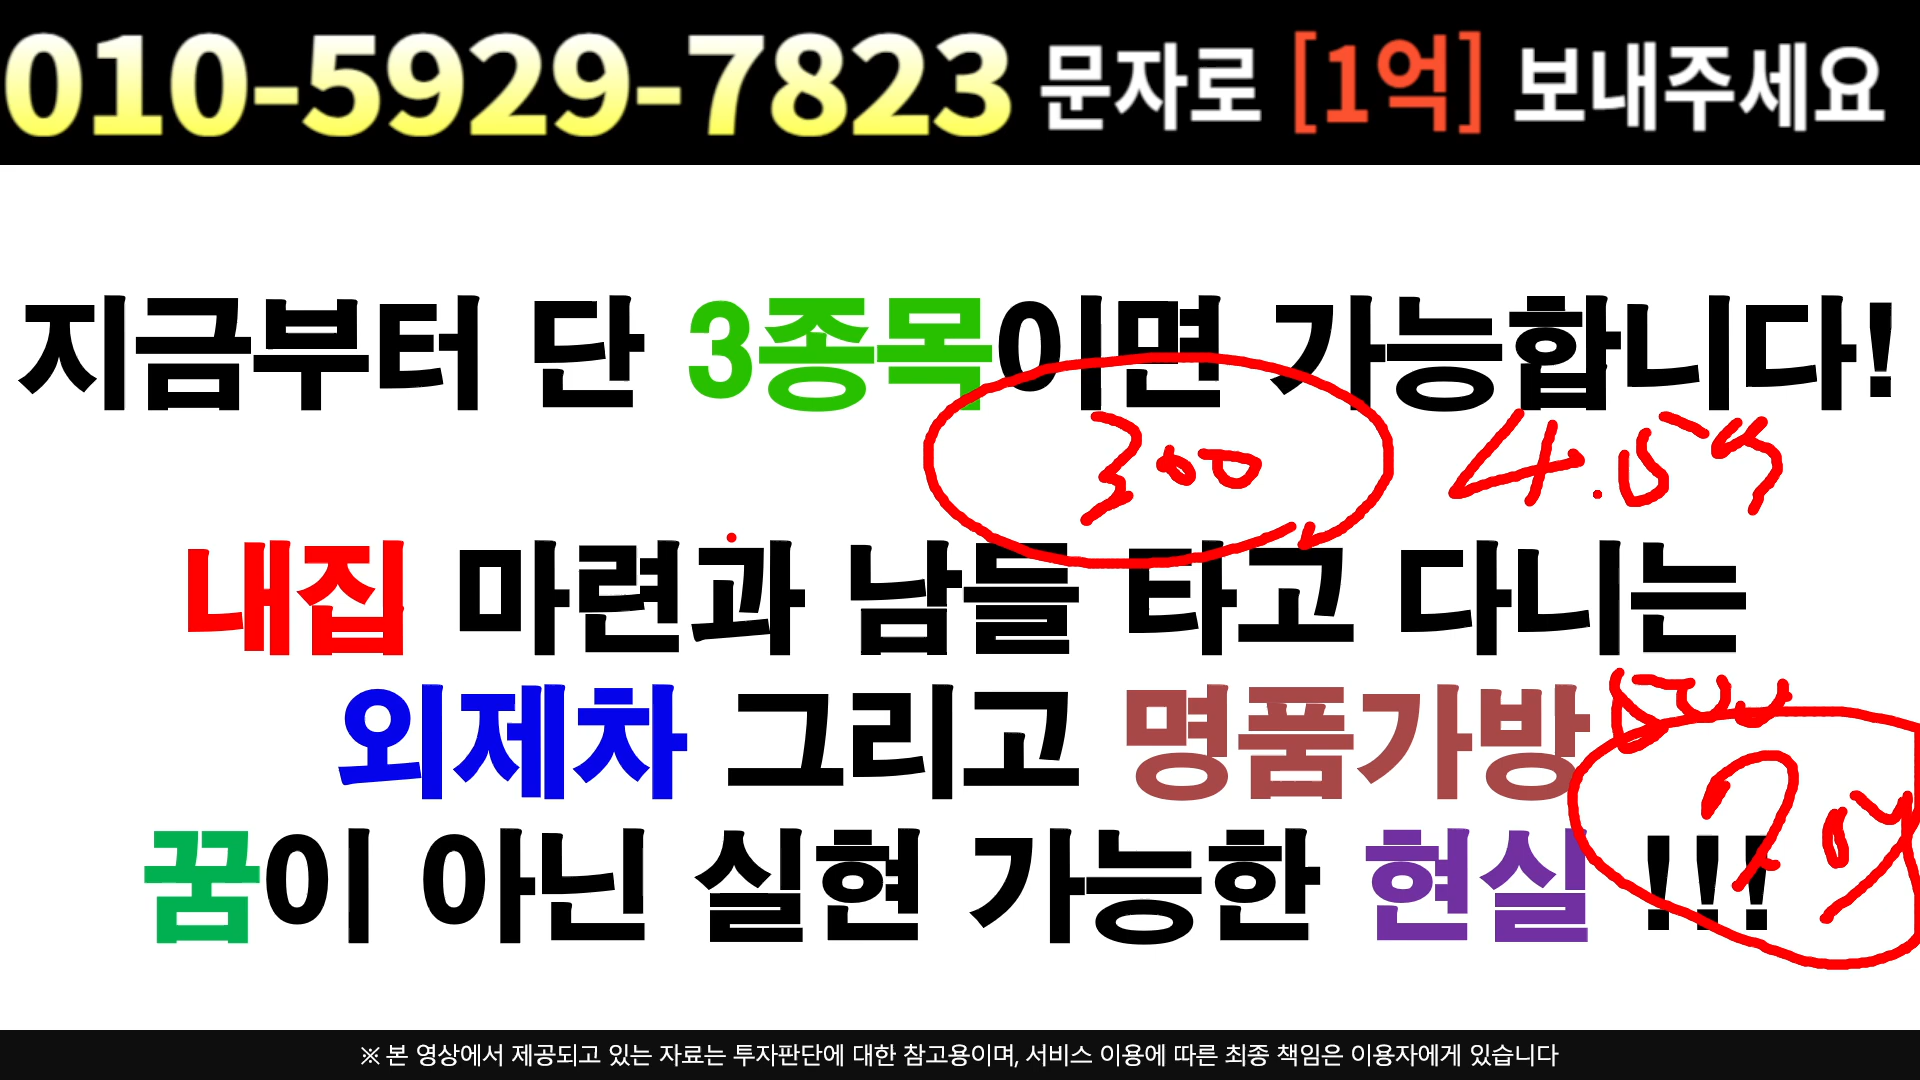 010-5929-7823 문자로 [1억] 보내주세요
지금부터 단 3종목이면 가능합니다!
300
4.5억
내집 마련과 남들 타고 다니는
외제차 그리고 명품가방
500
꿈이 아닌 실현 가능한 현실 !!!
※ 본 영상에서 제공되고 있는 자료는 투자판단에 대한 참고용이며, 서비스 이용에 따른 최종 책임은 이용자에게 있습니다